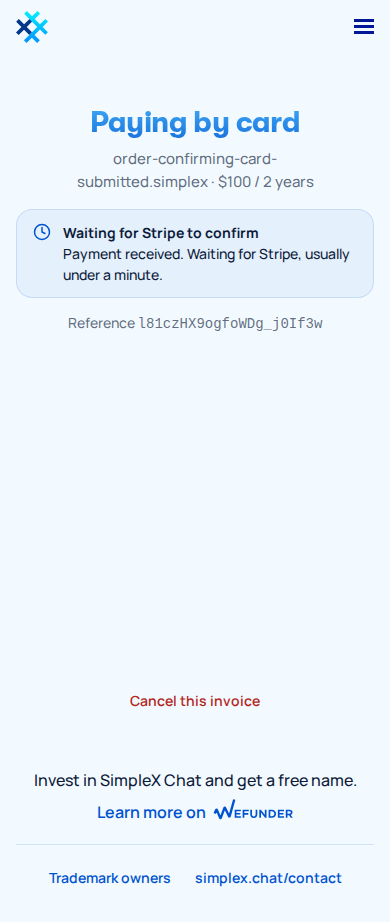 Paying by card
order-confirming-card-
submitted.simplex · $100 / 2 years
Waiting for Stripe to confirm
Payment received. Waiting for Stripe, usually
under a minute.
Reference l81czHX9ogfoWDg_j0If3w
Cancel this invoice
Invest in SimpleX Chat and get a free name.
Learn more on WEFUNDER
Trademark owners simplex.chat/contact